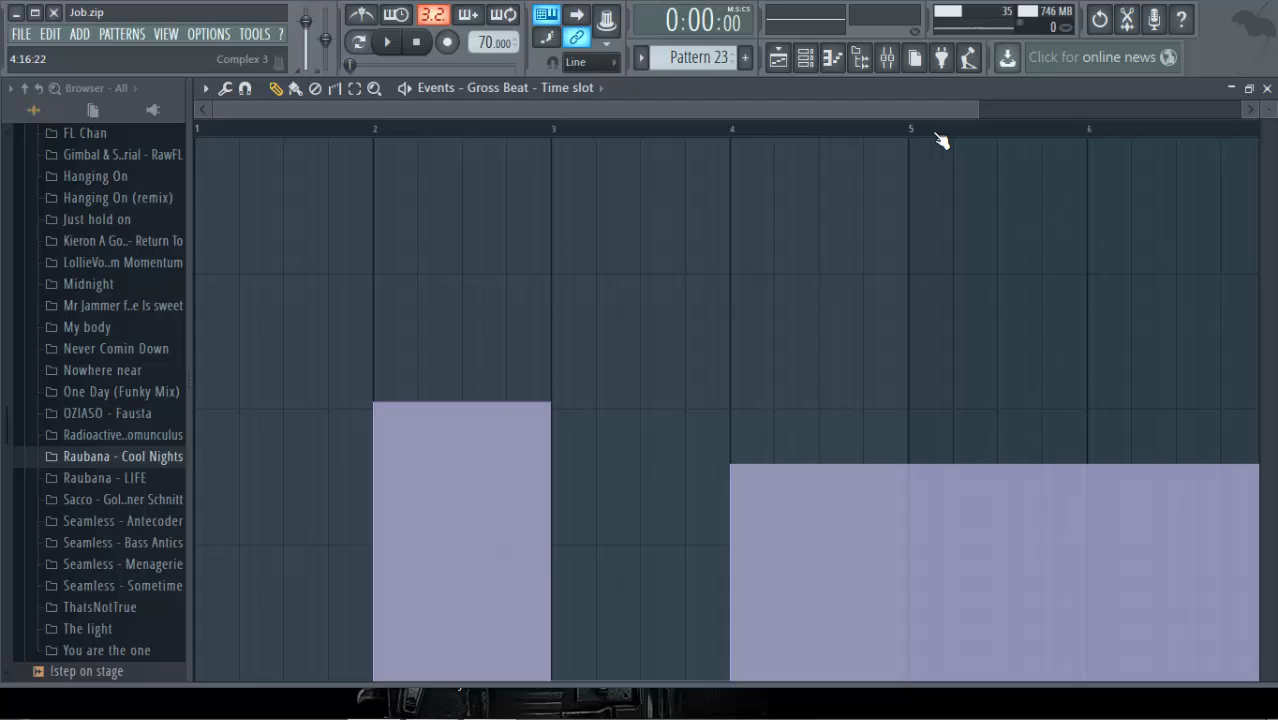 Job.zip
FILE EDIT ADD PATTERNS VIEW OPTIONS TOOLS ?
4:16:22 Complex 3
3.2.
70.000
Line
M:S:CS
0:00:00
Pattern 23
35 746 MB
0
Click for online news
Browser - All
Events - Gross Beat - Time slot
1 2 3 4 5 6
FL Chan
Gimbal & S..rial - RawFL
Hanging On
Hanging On (remix)
Just hold on
Kieron A Go..- Return To
LollieVo..m Momentum
Midnight
Mr Jammer f..e Is sweet
My body
Never Comin Down
Nowhere near
One Day (Funky Mix)
OZIASO - Fausta
Radioactive..omunculus
Raubana - Cool Nights
Raubana - LIFE
Sacco - Gol..ner Schnitt
Seamless - Antecoder
Seamless - Bass Antics
Seamless - Menagerie
Seamless - Sometime
ThatsNotTrue
The light
You are the one
!step on stage